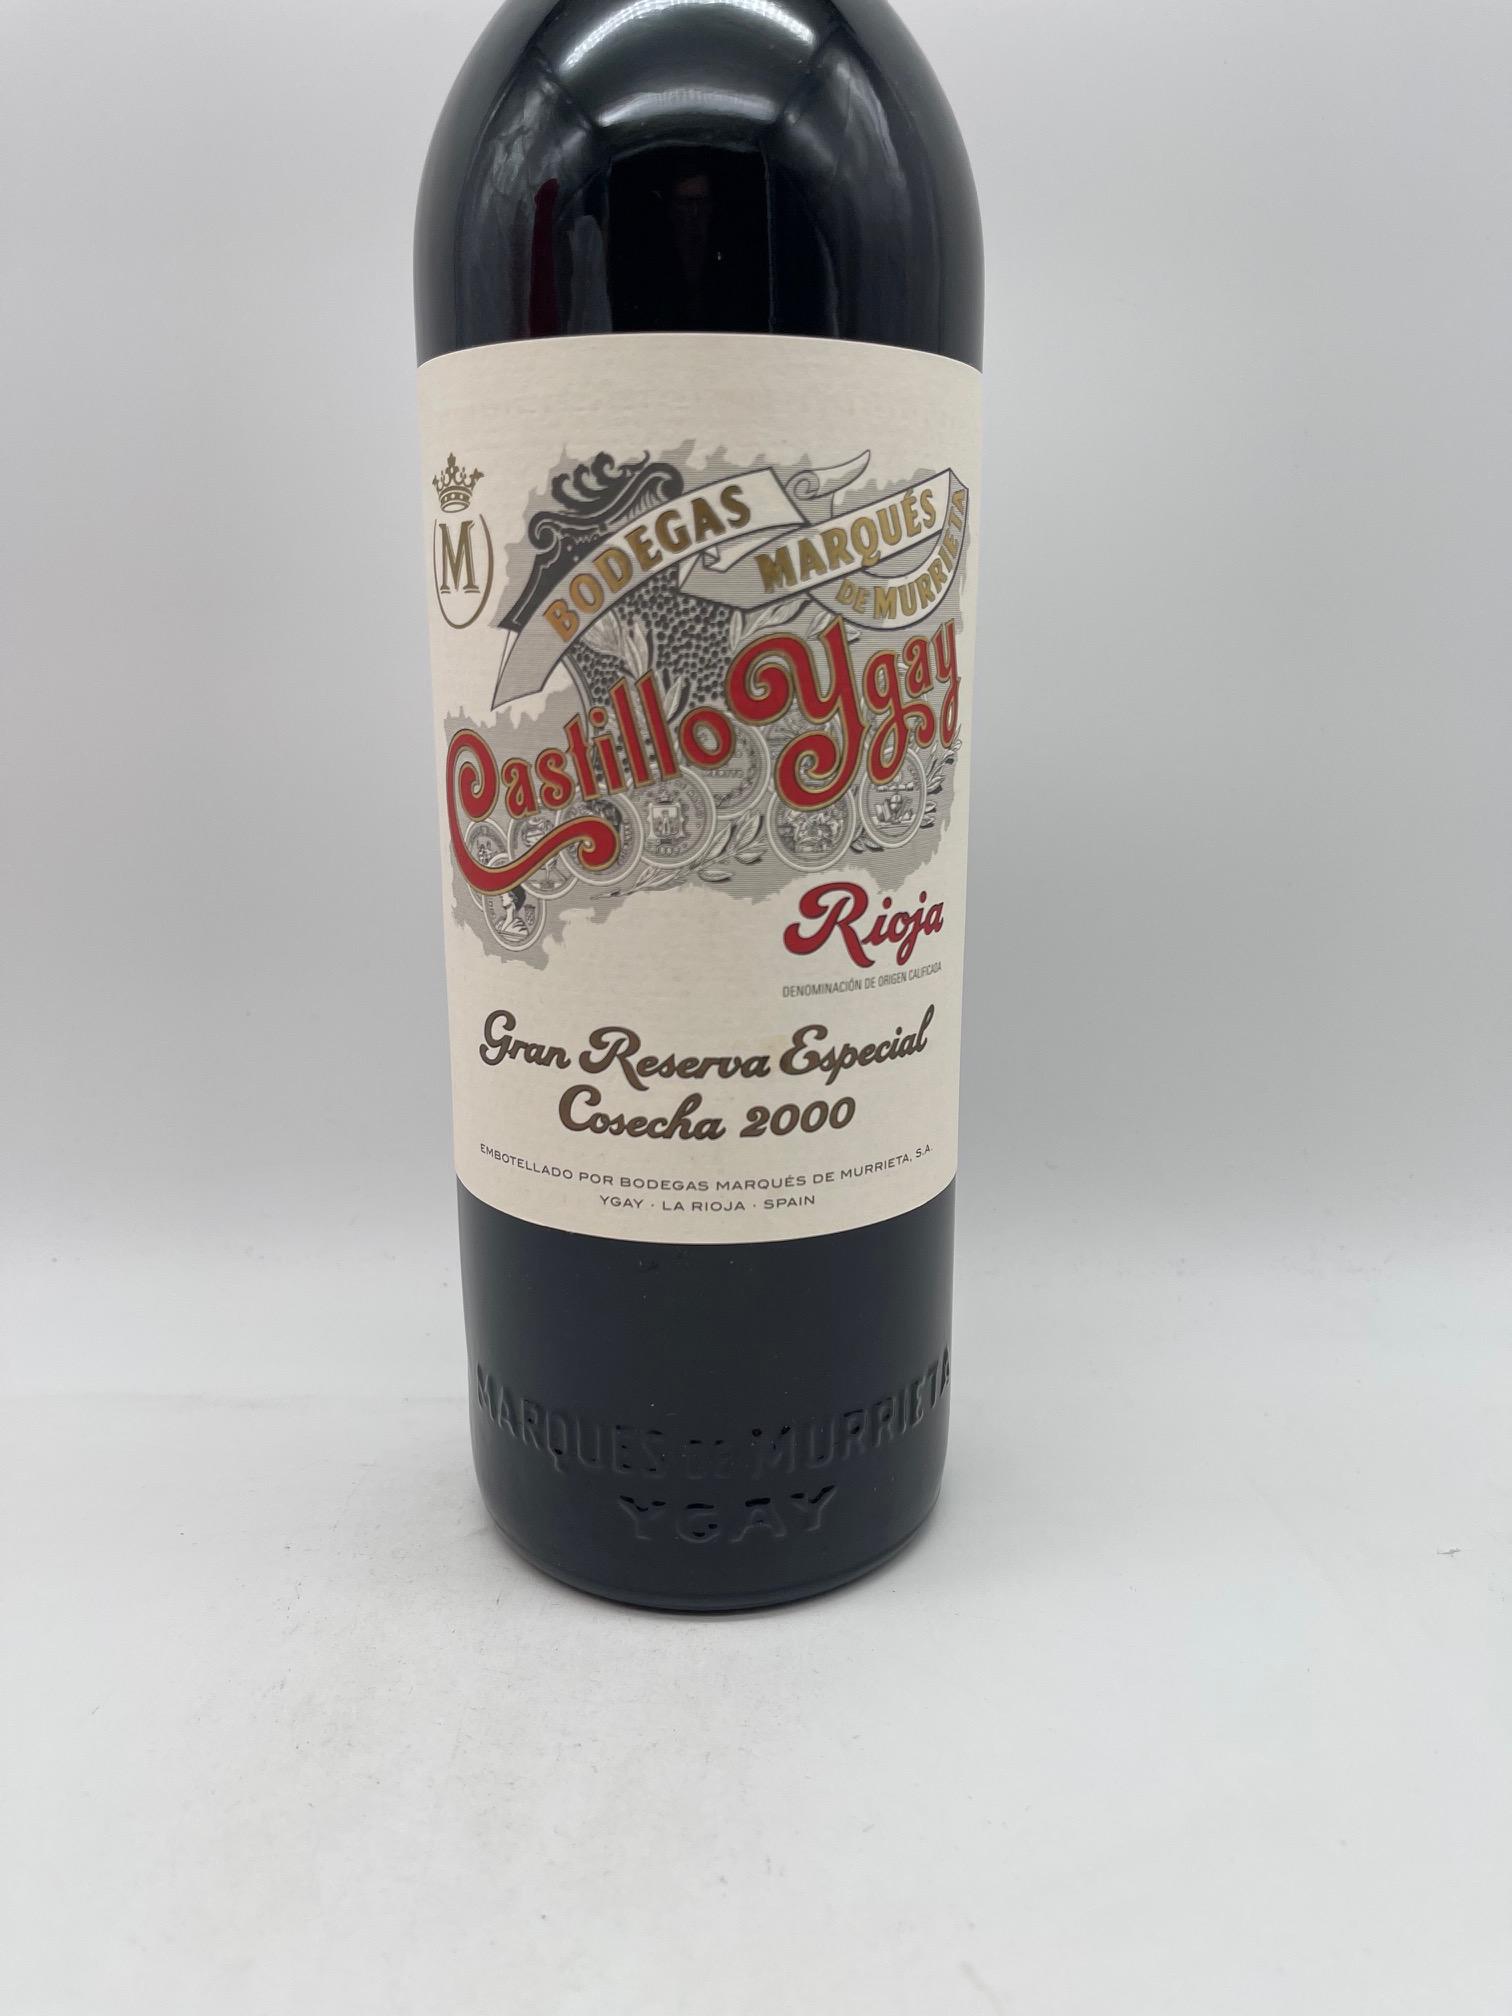 M
BODEGAS MARQUÉS
DE MURRIETA
Castillo Ygay
Rioja
DENOMINACIÓN DE ORIGEN CALIFICADA
Gran Reserva Especial
Cosecha 2000
EMBOTELLADO POR BODEGAS MARQUÉS DE MURRIETA, S.A.
YGAY · LA RIOJA · SPAIN
MARQUES DE MURRIETA
YGAY